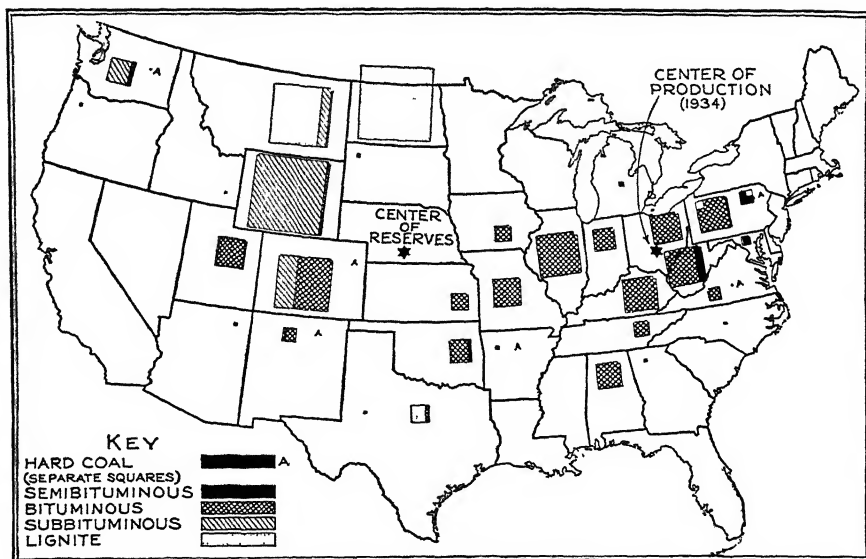 CENTER OF
PRODUCTION
(1934)
A
A
CENTER
OF
RESERVES
A
A
A
A
KEY
HARD COAL A
(SEPARATE SQUARES)
SEMIBITUMINOUS
BITUMINOUS
SUBBITUMINOUS
LIGNITE